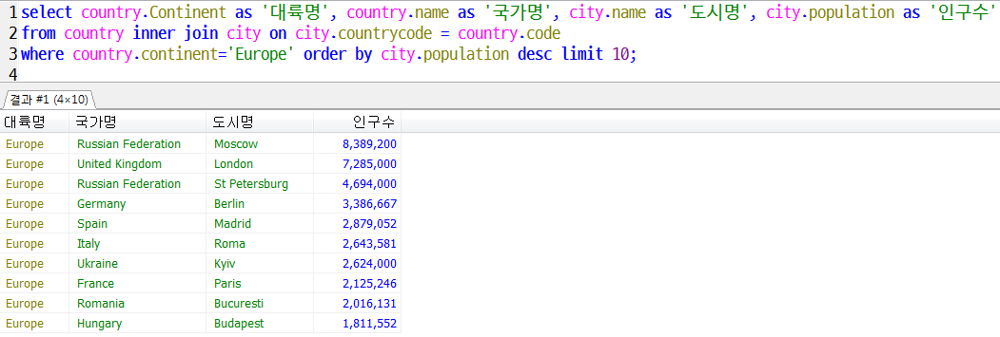 1 select country.Continent as '대륙명', country.name as '국가명', city.name as '도시명', city.population as '인구수'
2 from country inner join city on city.countrycode = country.code
3 where country.continent='Europe' order by city.population desc limit 10;
4
결과 #1 (4×10)
대륙명 국가명 도시명 인구수
Europe Russian Federation Moscow 8,389,200
Europe United Kingdom London 7,285,000
Europe Russian Federation St Petersburg 4,694,000
Europe Germany Berlin 3,386,667
Europe Spain Madrid 2,879,052
Europe Italy Roma 2,643,581
Europe Ukraine Kyiv 2,624,000
Europe France Paris 2,125,246
Europe Romania Bucuresti 2,016,131
Europe Hungary Budapest 1,811,552